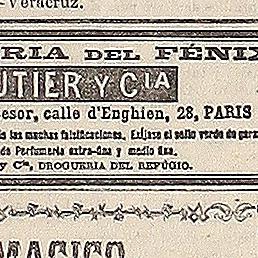 -Veracruz.
RIA DEL FÉNIX
UTIER Y CIA
esor, calle d'Enghien, 28, PARIS
las muchas falsificaciones. Exíjase el sello verde de gara
de Perfumería extra-fina y medio fina.
y Cia, DROGUERIA DEL REFUGIO.
MAGICO